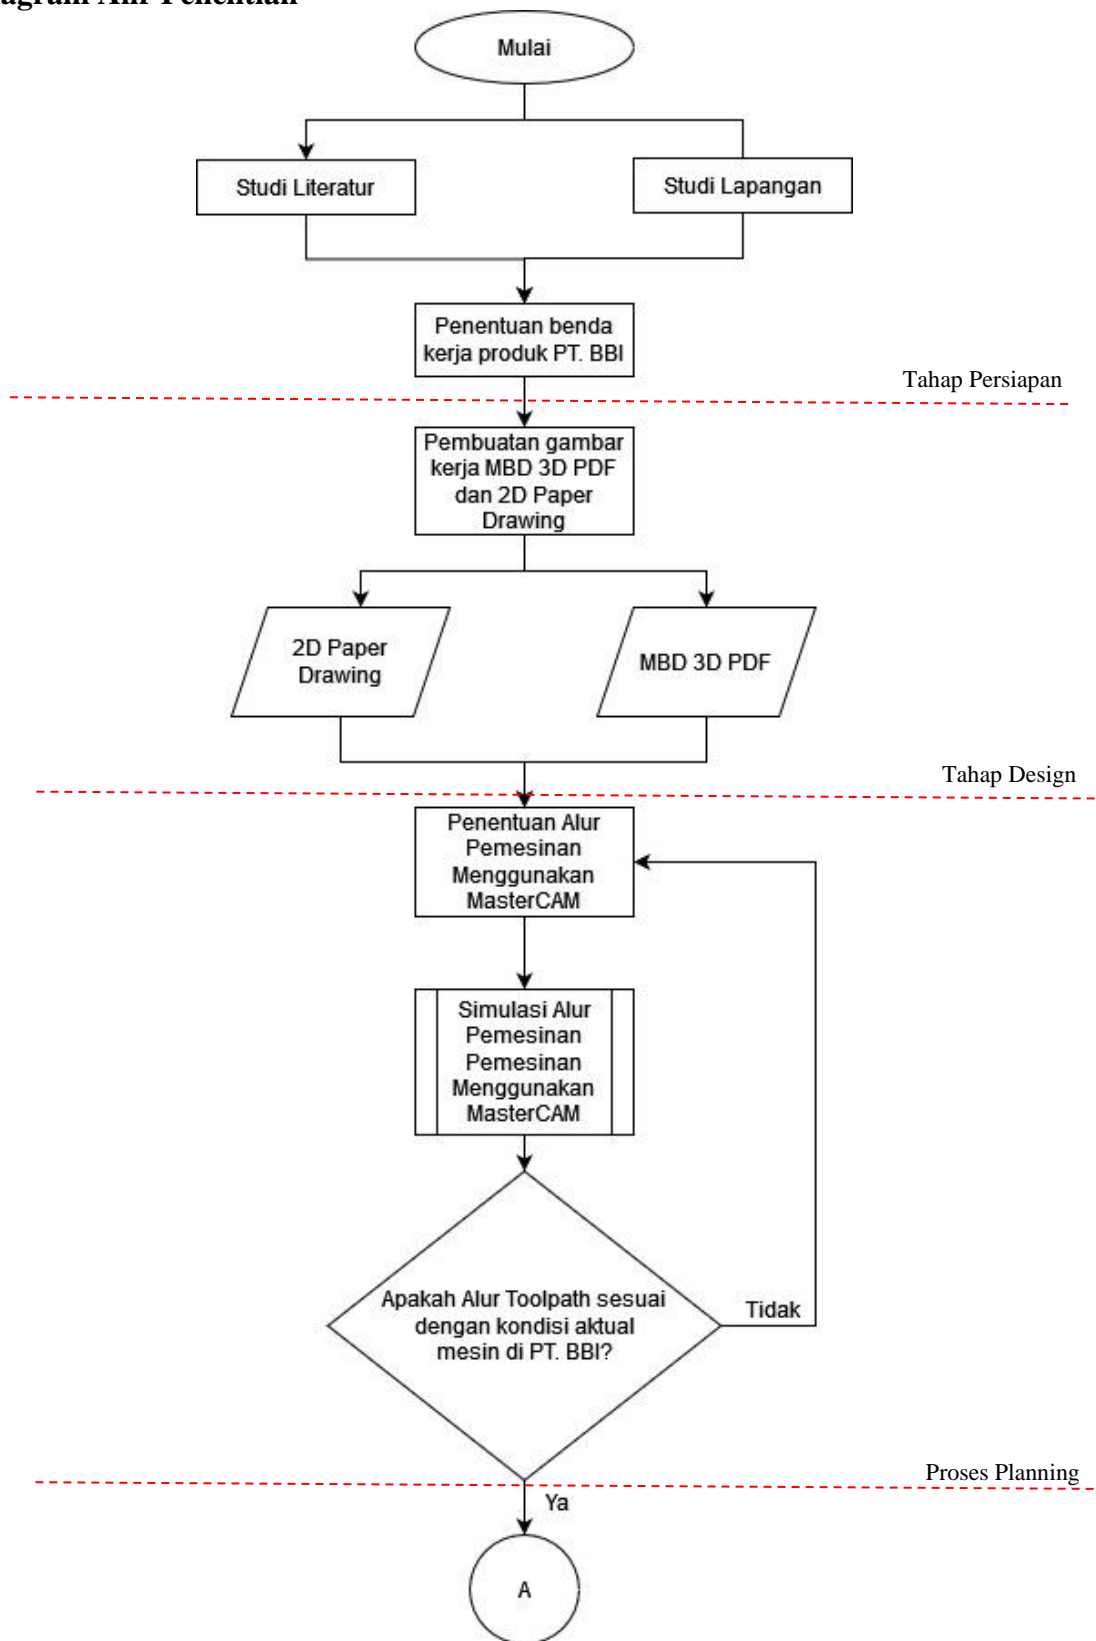 Mulai
Studi Literatur
Studi Lapangan
Penentuan benda
kerja produk PT. BBI
Tahap Persiapan
Pembuatan gambar
kerja MBD 3D PDF
dan 2D Paper
Drawing
2D Paper
Drawing
MBD 3D PDF
Tahap Design
Penentuan Alur
Pemesinan
Menggunakan
MasterCAM
Simulasi Alur
Pemesinan
Pemesinan
Menggunakan
MasterCAM
Apakah Alur Toolpath sesuai
dengan kondisi aktual
mesin di PT. BBI?
Tidak
Proses Planning
Ya
A